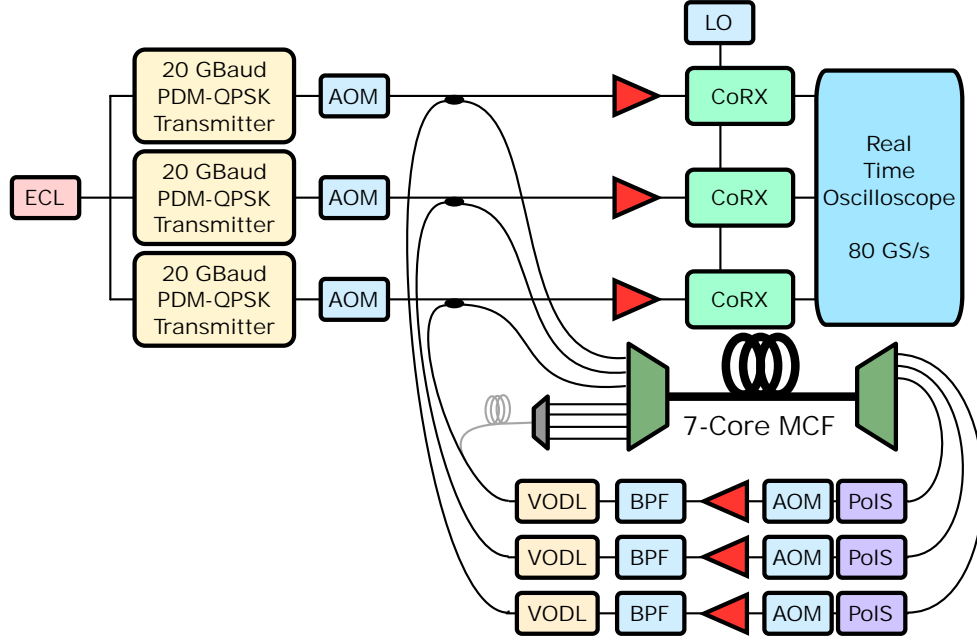 LO
20 GBaud
PDM-QPSK
Transmitter
AOM
CoRX
ECL
20 GBaud
PDM-QPSK
Transmitter
AOM
CoRX
Real
Time
Oscilloscope
80 GS/s
20 GBaud
PDM-QPSK
Transmitter
AOM
CoRX
7-Core MCF
VODL BPF AOM PolS
VODL BPF AOM PolS
VODL BPF AOM PolS